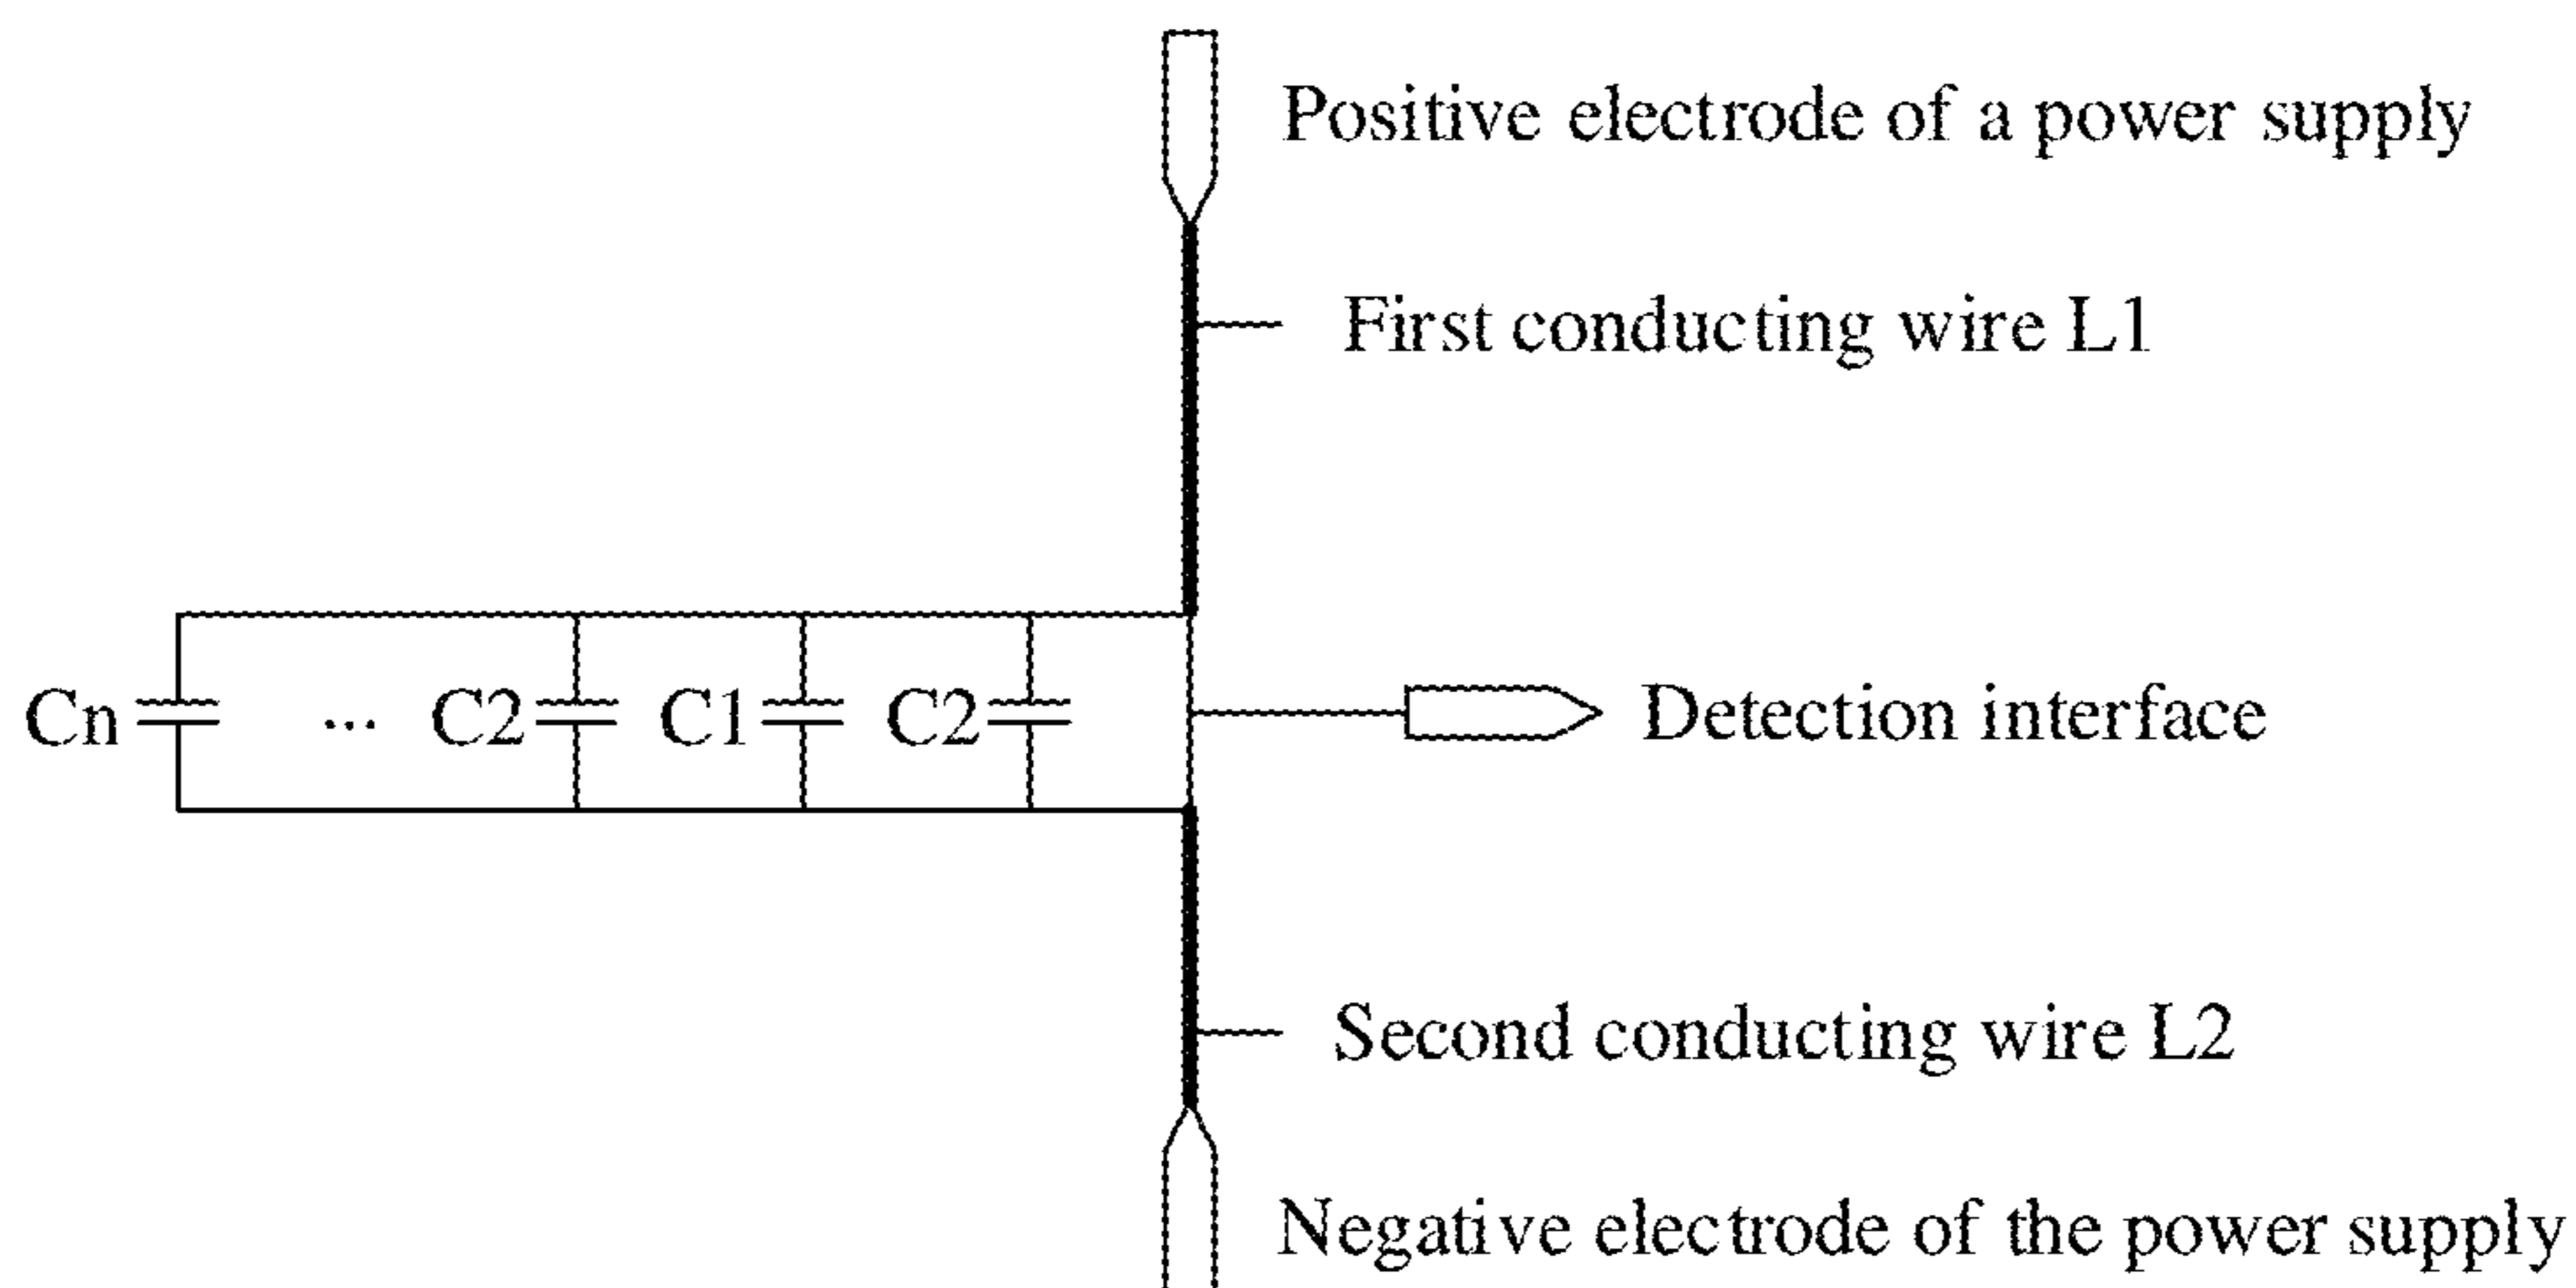 Positive electrode of a power supply
First conducting wire L1
Cn ... C2 C1 C2 Detection interface
Second conducting wire L2
Negative electrode of the power supply